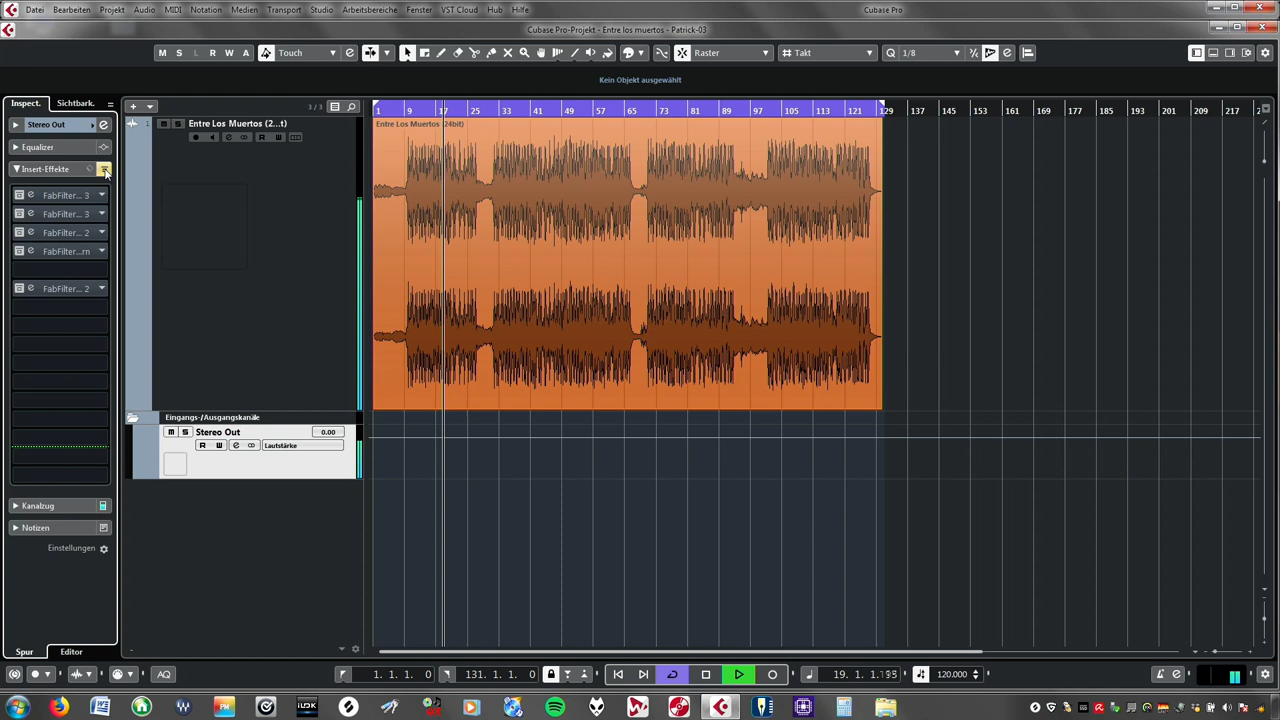 Datei Bearbeiten Projekt Audio MIDI Notation Medien Transport Studio Arbeitsbereiche Fenster VST Cloud Hub Hilfe Cubase Pro
Cubase Pro-Projekt - Entre los muertos - Patrick-03
M S L R W A Touch Raster Takt Q 1/8
Kein Objekt ausgewählt
Inspect. Sichtbark. 3 / 3
1 9 17 25 33 41 49 57 65 73 81 89 97 105 113 121 129 137 145 153 161 169 177 185 193 201 209 217
Stereo Out
1 Entre Los Muertos (2...t)
Entre Los Muertos (24bit)
R W
Equalizer
Insert-Effekte
FabFilter... 3
FabFilter... 3
FabFilter... 2
FabFilter...rn
FabFilter... 2
Eingangs-/Ausgangskanäle
M S Stereo Out 0.00
R W Lautstärke
Kanalzug
Notizen
Einstellungen
Spur Editor
AQ 1. 1. 1. 0 131. 1. 1. 0 19. 1. 1.195 120.000